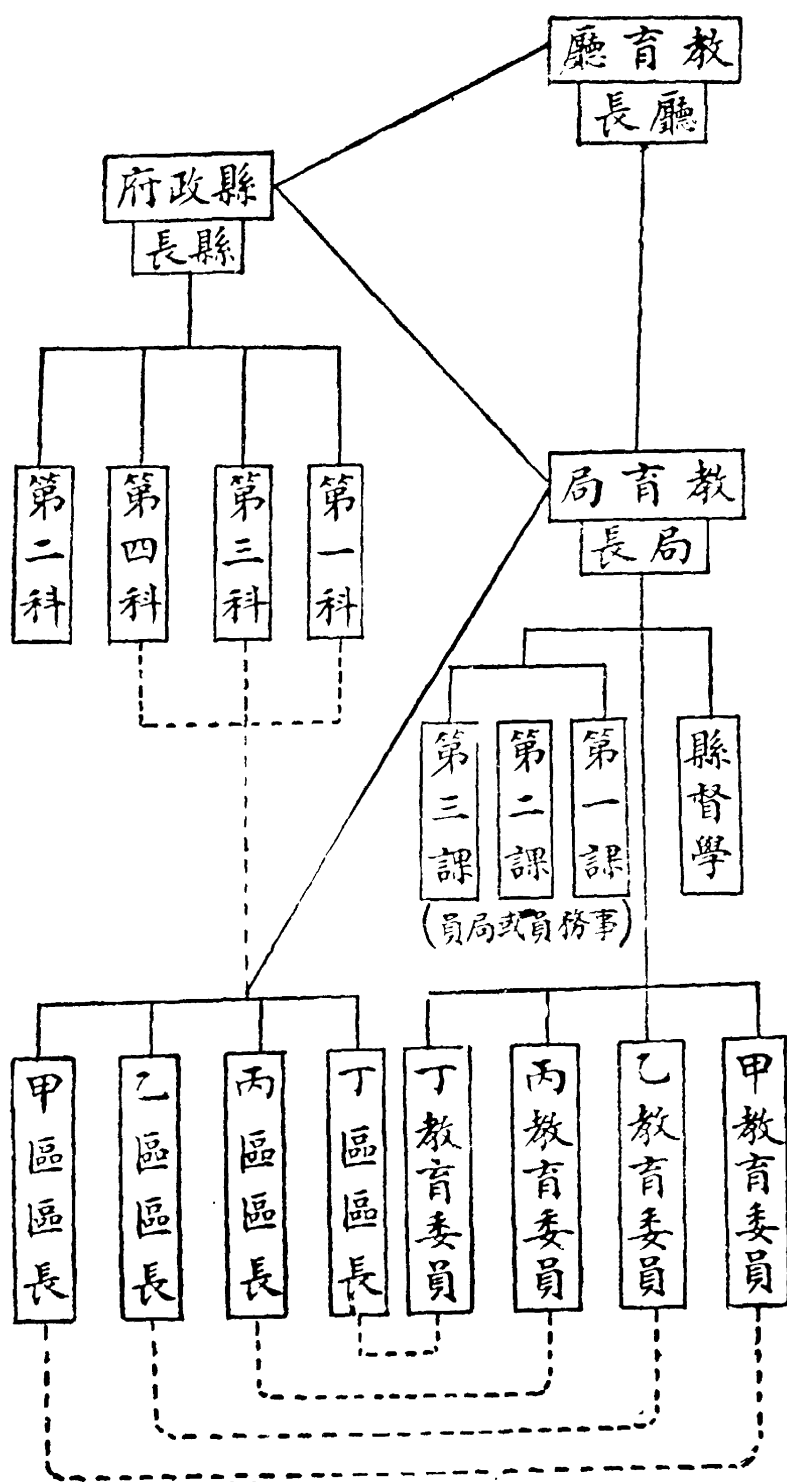 教育廳
廳長
縣政府
縣長
第一科
第三科
第四科
第二科
教育局
局長
縣督學
第一課
第二課
第三課
(事務員或局員)
甲教育委員
乙教育委員
丙教育委員
丁教育委員
丁區區長
丙區區長
乙區區長
甲區區長